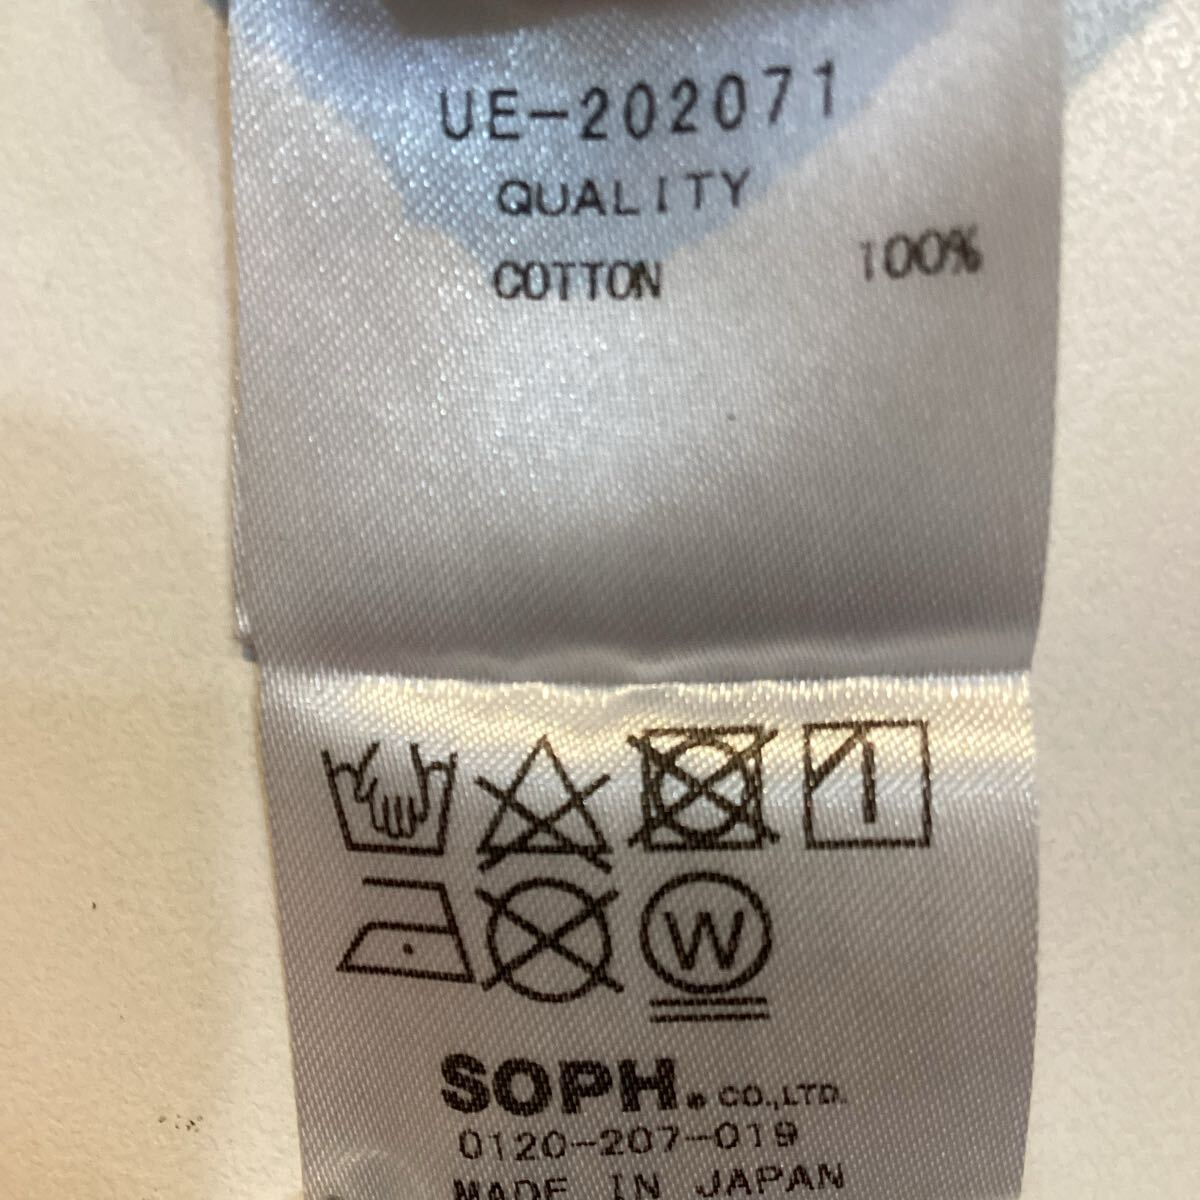 UE-202071
QUALITY
COTTON 100%
W
SOPH. CO.,LTD.
0120-207-019
MADE IN JAPAN